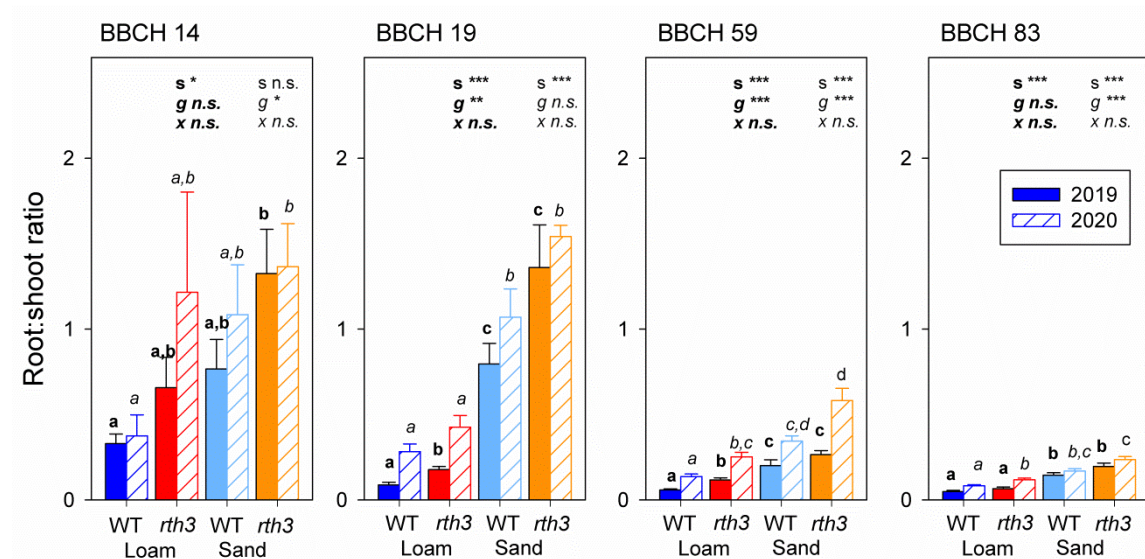 BBCH 14
BBCH 19
BBCH 59
BBCH 83
s * s n.s.
g n.s. g *
x n.s. x n.s.
s *** s ***
g ** g n.s.
x n.s. x n.s.
s *** s ***
g *** g ***
x n.s. x n.s.
s *** s ***
g n.s. g ***
x n.s. x n.s.
2019
2020
Root:shoot ratio
2
1
0
a a a,b a,b a,b a,b b b
2
1
0
a a b a c b c b
2
1
0
a a b b,c c c,d c d
2
1
0
a a a b b b,c b c
WT rth3 WT rth3
Loam Sand
WT rth3 WT rth3
Loam Sand
WT rth3 WT rth3
Loam Sand
WT rth3 WT rth3
Loam Sand